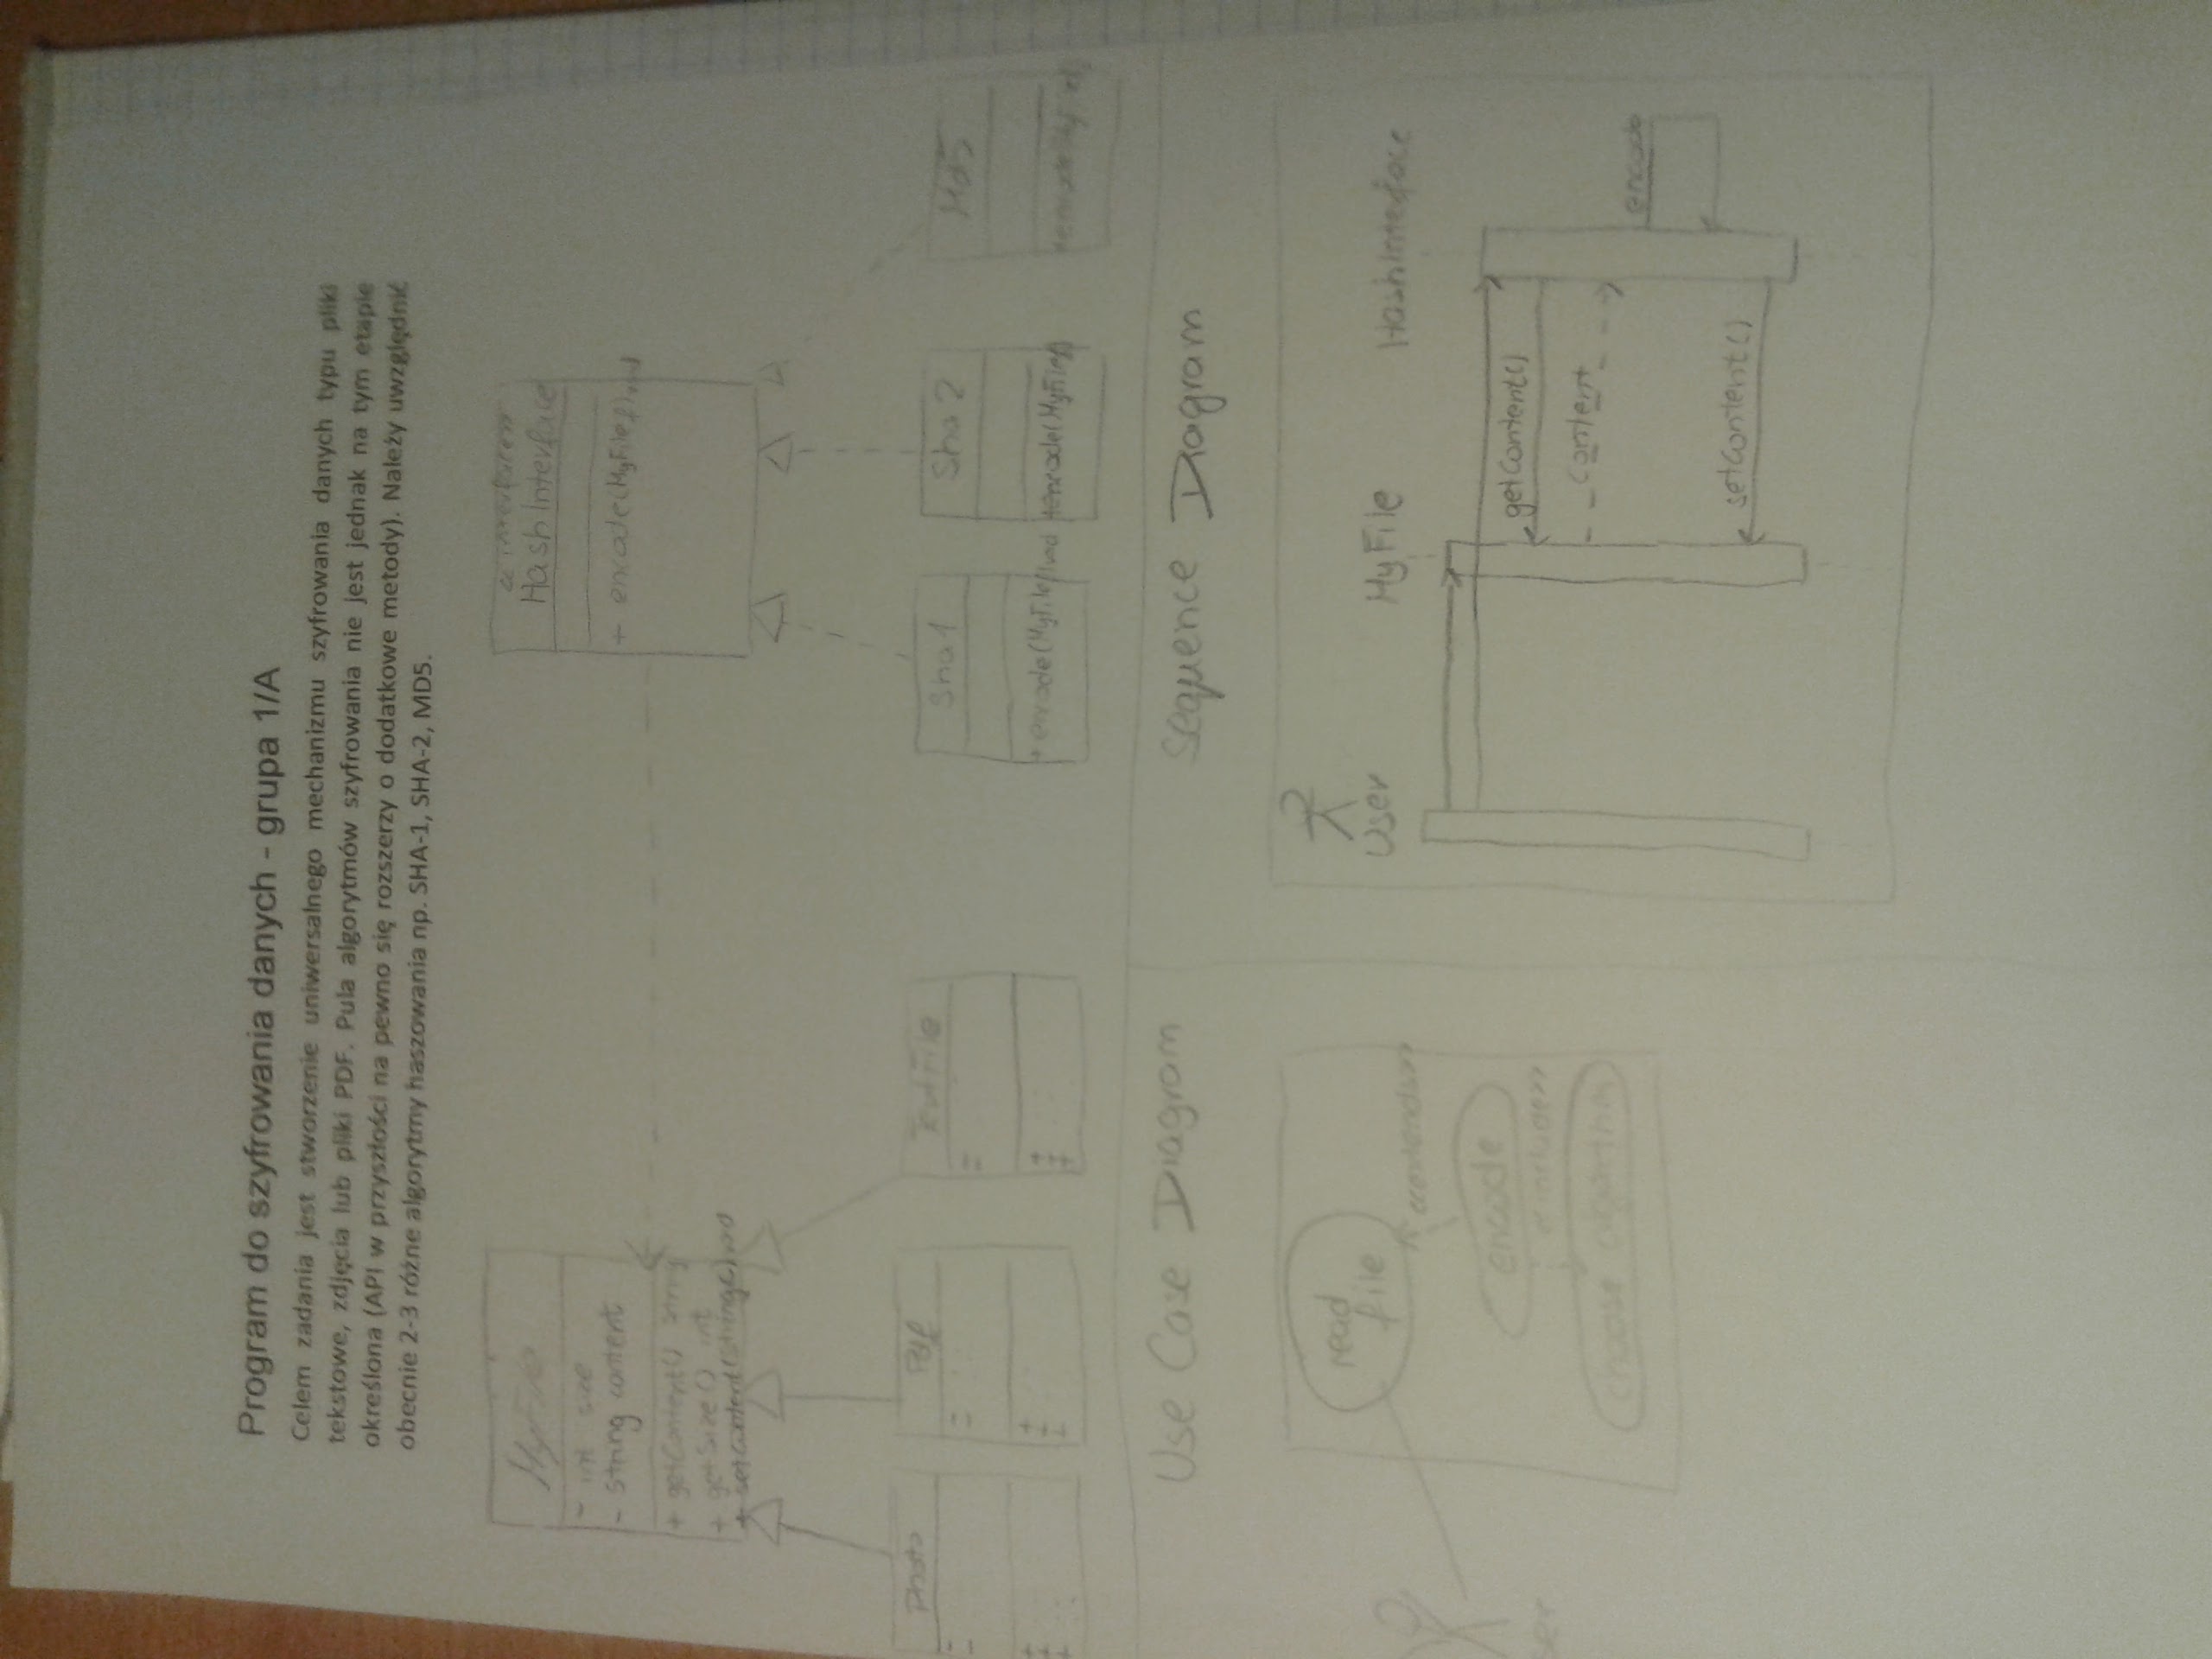 Program do szyfrowania danych - grupa 1/A
Celem zadania jest stworzenie uniwersalnego mechanizmu szyfrowania danych typu pliki
tekstowe, zdjęcia lub pliki PDF. Pula algorytmów szyfrowania nie jest jednak na tym etapie
określona (API w przyszłości na pewno się rozszerzy o dodatkowe metody). Należy uwzględnić
obecnie 2-3 różne algorytmy haszowania np. SHA-1, SHA-2, MD5.
MyFile
- int size
- string content
+ getContent() string
+ getSize() int
+ setContent(string c) void
«interface»
HashInterface
+ encode(MyFile f) void
Photo
Pdf
TextFile
Sha1
+ encode(MyFile f) void
Sha2
+ encode(MyFile f)
Md5
+ encode(MyFile f)
Use Case Diagram
read
file
«extends»
encode
«include»
choose algorithm
ser
Sequence Diagram
User
MyFile
HashInterface
getContent()
content
encode
setContent()